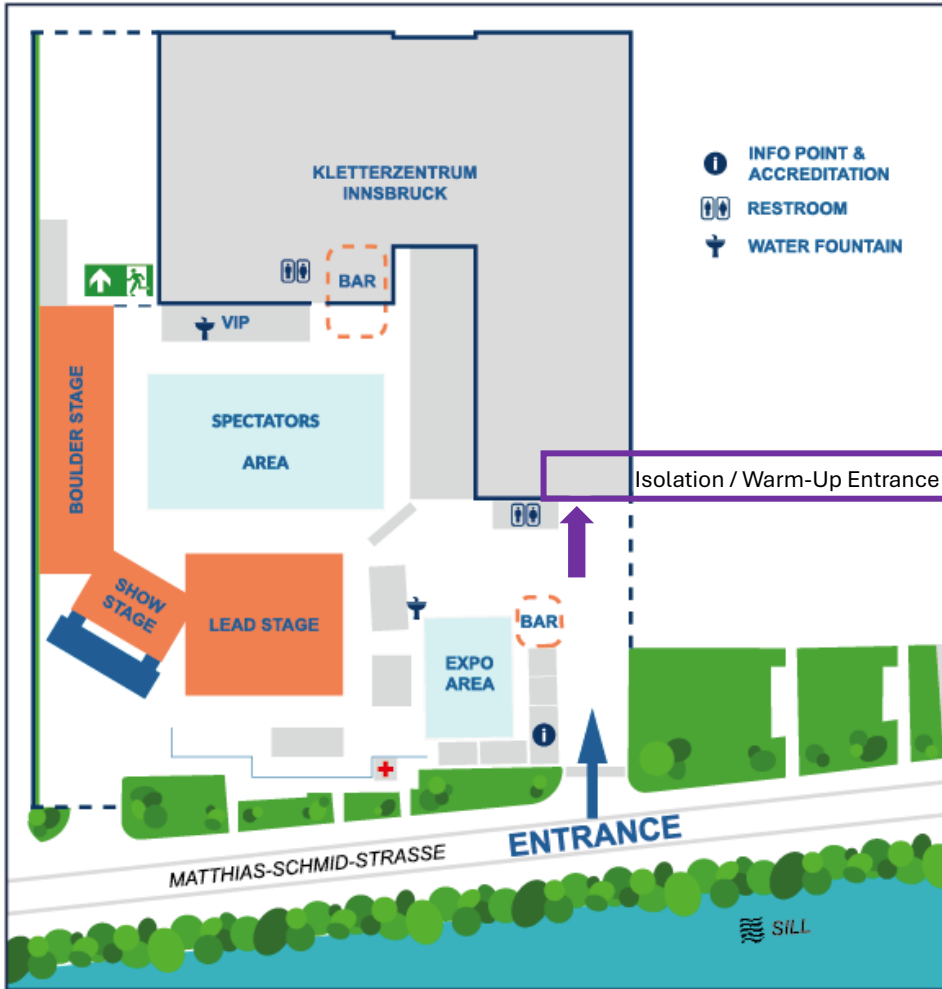 KLETTERZENTRUM
INNSBRUCK
i INFO POINT &
ACCREDITATION
RESTROOM
WATER FOUNTAIN
BAR
VIP
BOULDER STAGE
SPECTATORS
AREA
Isolation / Warm-Up Entrance
SHOW
STAGE
LEAD STAGE
BAR
EXPO
AREA
i
ENTRANCE
MATTHIAS-SCHMID-STRASSE
SILL